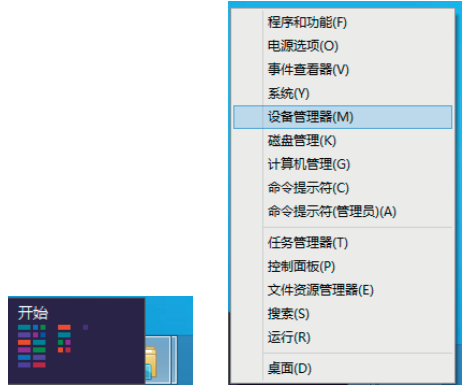 程序和功能(F)
电源选项(O)
事件查看器(V)
系统(Y)
设备管理器(M)
磁盘管理(K)
计算机管理(G)
命令提示符(C)
命令提示符(管理员)(A)
任务管理器(T)
控制面板(P)
文件资源管理器(E)
搜索(S)
运行(R)
桌面(D)
开始